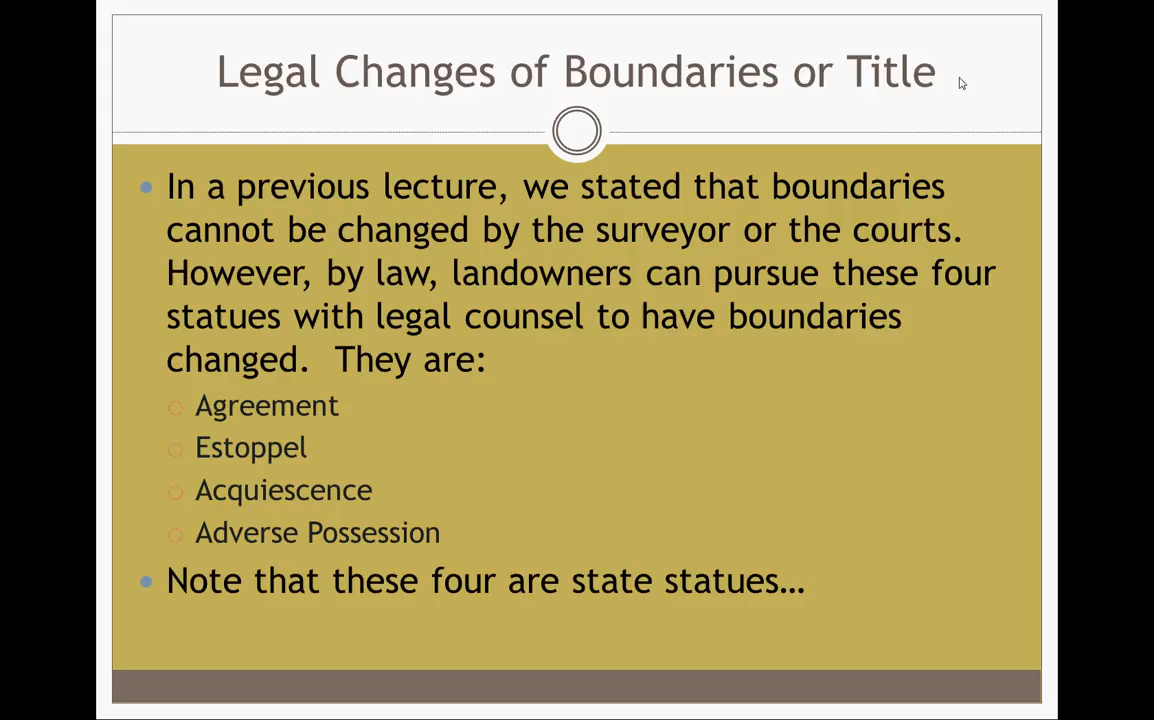 Legal Changes of Boundaries or Title
In a previous lecture, we stated that boundaries
cannot be changed by the surveyor or the courts.
However, by law, landowners can pursue these four
statues with legal counsel to have boundaries
changed.  They are:
Agreement
Estoppel
Acquiescence
Adverse Possession
Note that these four are state statues…